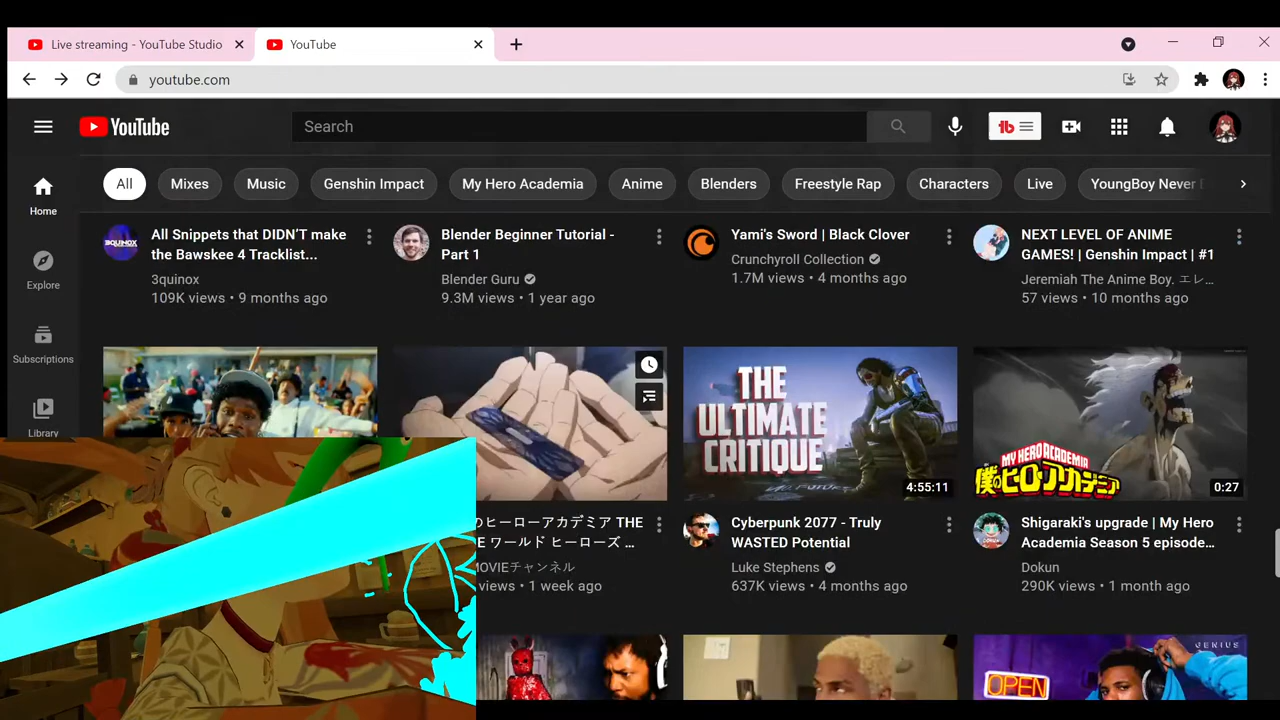 Live streaming - YouTube Studio
YouTube
youtube.com
YouTube
Search
All
Mixes
Music
Genshin Impact
My Hero Academia
Anime
Blenders
Freestyle Rap
Characters
Live
YoungBoy Never
Home
Explore
Subscriptions
Library
All Snippets that DIDN'T make
the Bawskee 4 Tracklist...
3quinox
109K views • 9 months ago
3QUINOX
Blender Beginner Tutorial -
Part 1
Blender Guru
9.3M views • 1 year ago
Yami's Sword | Black Clover
Crunchyroll Collection
1.7M views • 4 months ago
NEXT LEVEL OF ANIME
GAMES! | Genshin Impact | #1
Jeremiah The Anime Boy. エレ...
57 views • 10 months ago
THE
ULTIMATE
CRITIQUE
4:55:11
MY HERO ACADEMIA
僕のヒーローアカデミア
0:27
のヒーローアカデミア THE
E ワールド ヒーローズ ...
MOVIEチャンネル
views • 1 week ago
Cyberpunk 2077 - Truly
WASTED Potential
Luke Stephens
637K views • 4 months ago
Shigaraki's upgrade | My Hero
Academia Season 5 episode...
Dokun
290K views • 1 month ago
DOKUN
GENIUS
OPEN